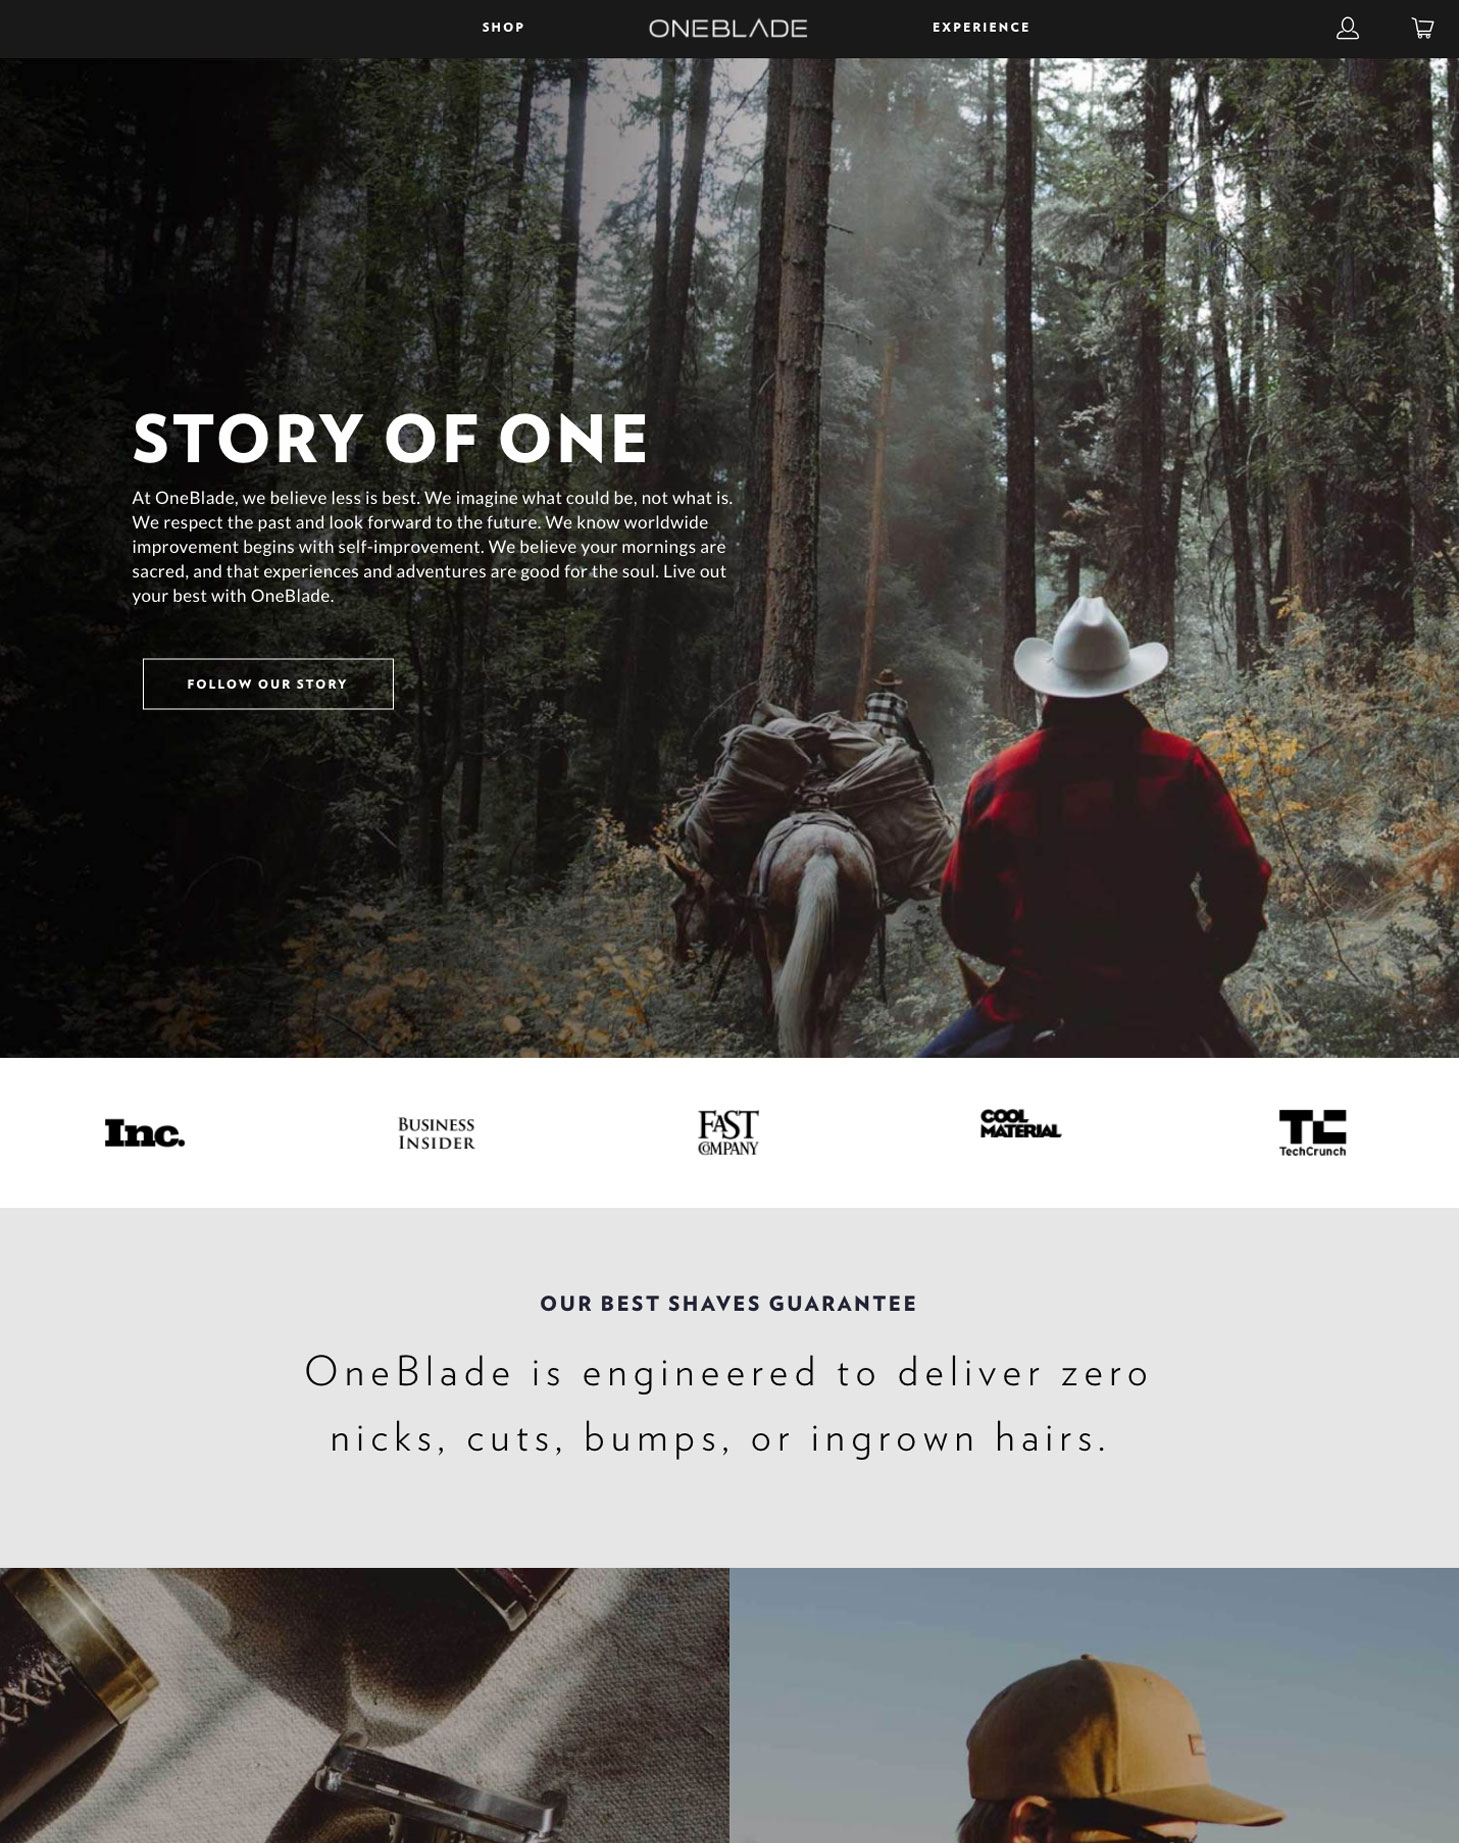 SHOP
ONEBLADE
EXPERIENCE
STORY OF ONE
At OneBlade, we believe less is best. We imagine what could be, not what is.
We respect the past and look forward to the future. We know worldwide
improvement begins with self-improvement. We believe your mornings are
sacred, and that experiences and adventures are good for the soul. Live out
your best with OneBlade.
FOLLOW OUR STORY
Inc.
BUSINESS
INSIDER
FAST
COMPANY
COOL
MATERIAL
TC
TechCrunch
OUR BEST SHAVES GUARANTEE
OneBlade is engineered to deliver zero
nicks, cuts, bumps, or ingrown hairs.